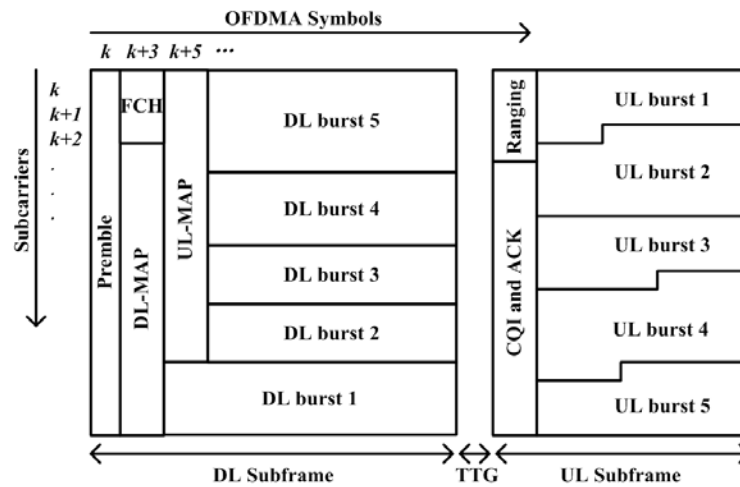 OFDMA Symbols
k k+3 k+5 ...
k
k+1
k+2
.
.
.
Subcarriers
Premble
FCH
DL-MAP
UL-MAP
DL burst 5
DL burst 4
DL burst 3
DL burst 2
DL burst 1
Ranging
CQI and ACK
UL burst 1
UL burst 2
UL burst 3
UL burst 4
UL burst 5
DL Subframe TTG UL Subframe